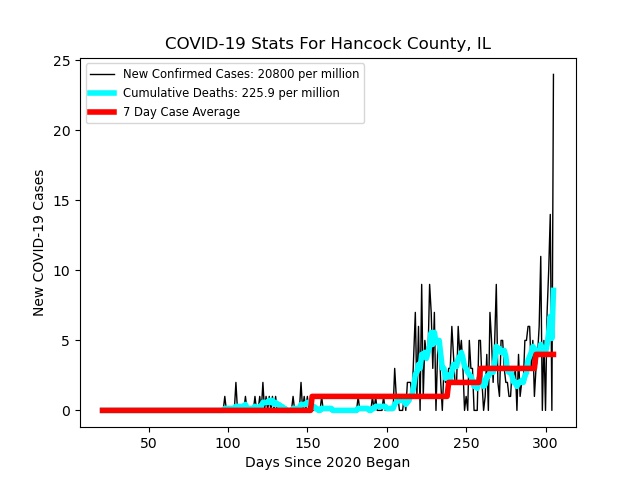 COVID-19 Stats For Hancock County, IL
New Confirmed Cases: 20800 per million
Cumulative Deaths: 225.9 per million
7 Day Case Average
New COVID-19 Cases
25
20
15
10
5
0
50 100 150 200 250 300
Days Since 2020 Began